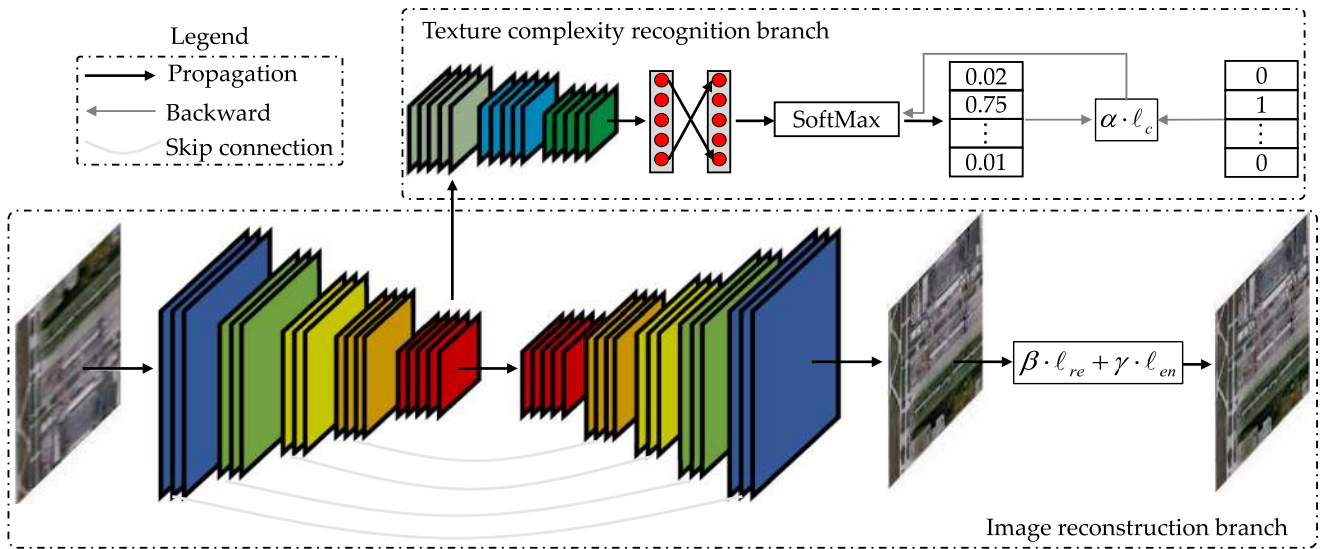 Legend
Propagation
Backward
Skip connection
Texture complexity recognition branch
SoftMax
0.02
0.75
⋮
0.01
α·ℓ_c
0
1
⋮
0
β·ℓ_re + γ·ℓ_en
Image reconstruction branch